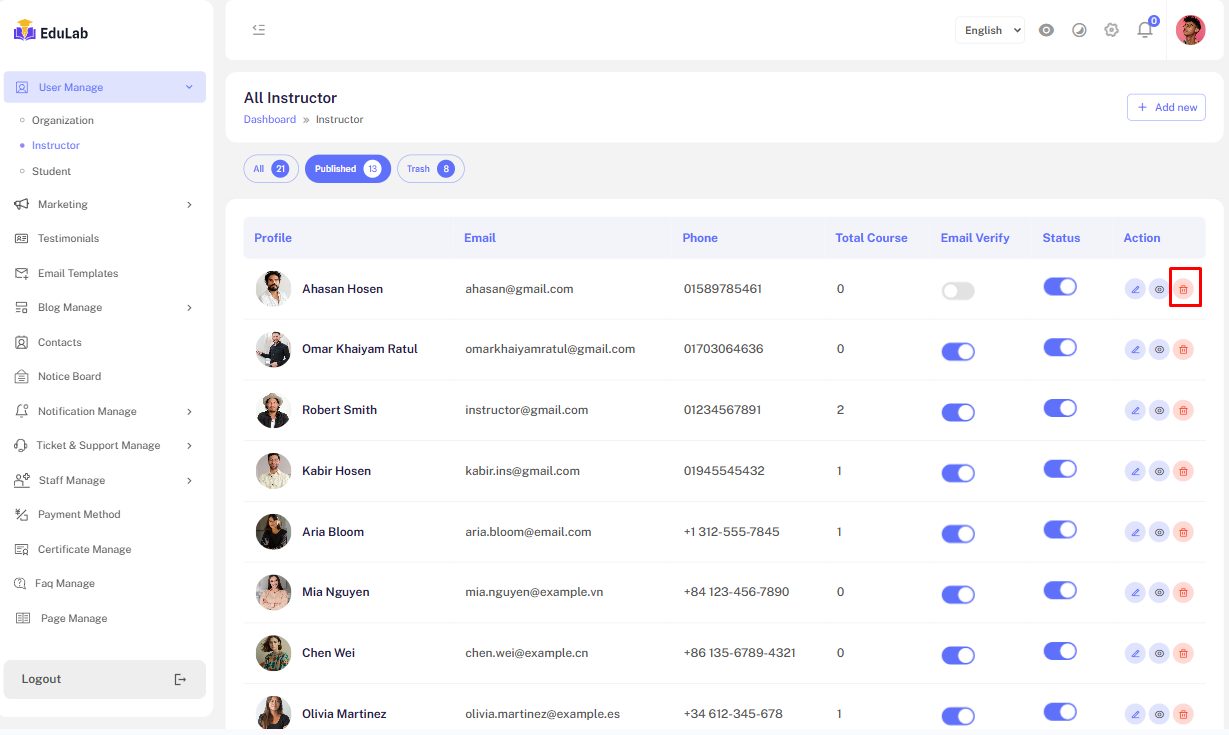 EduLab
English
0
User Manage
Organization
Instructor
Student
Marketing
Testimonials
Email Templates
Blog Manage
Contacts
Notice Board
Notification Manage
Ticket & Support Manage
Staff Manage
Payment Method
Certificate Manage
Faq Manage
Page Manage
Logout
All Instructor
Dashboard » Instructor
+ Add new
All 21
Published 13
Trash 8
Profile Email Phone Total Course Email Verify Status Action
Ahasan Hosen ahasan@gmail.com 01589785461 0
Omar Khaiyam Ratul omarkhaiyamratul@gmail.com 01703064636 0
Robert Smith instructor@gmail.com 01234567891 2
Kabir Hosen kabir.ins@gmail.com 01945545432 1
Aria Bloom aria.bloom@email.com +1 312-555-7845 1
Mia Nguyen mia.nguyen@example.vn +84 123-456-7890 0
Chen Wei chen.wei@example.cn +86 135-6789-4321 0
Olivia Martinez olivia.martinez@example.es +34 612-345-678 1